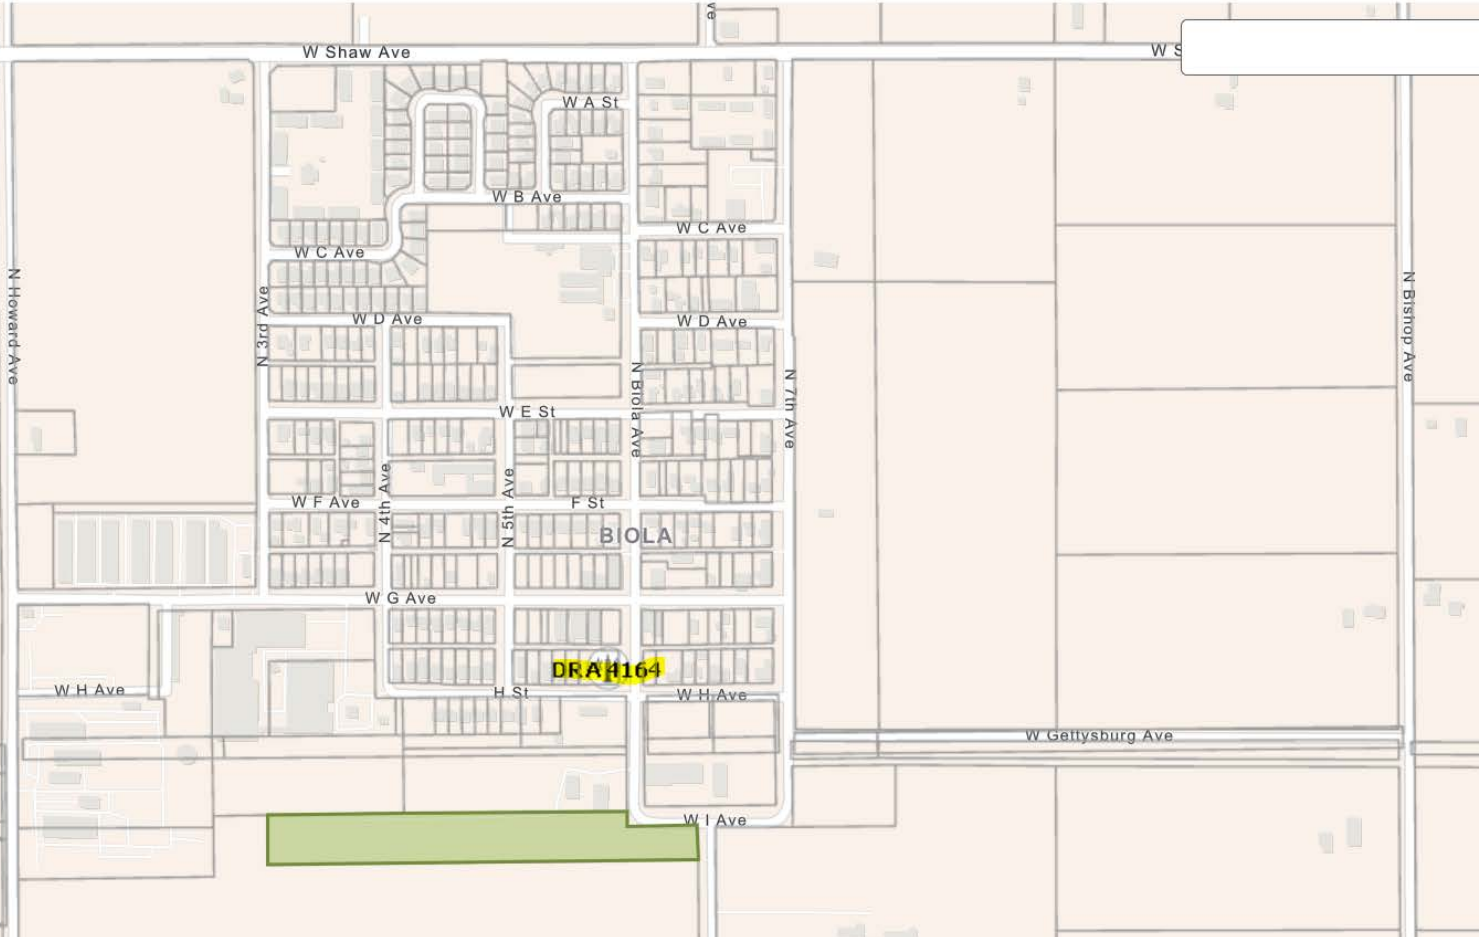 ve
W Shaw Ave
W S
W A St
W B Ave
W C Ave
W C Ave
N Howard Ave
N 3rd Ave
W D Ave
W D Ave
N Bishop Ave
N Biola Ave
N 7th Ave
W E St
N 4th Ave
N 5th Ave
W F Ave
F St
BIOLA
W G Ave
DRA 4164
W H Ave
H St
W H Ave
W Gettysburg Ave
W I Ave